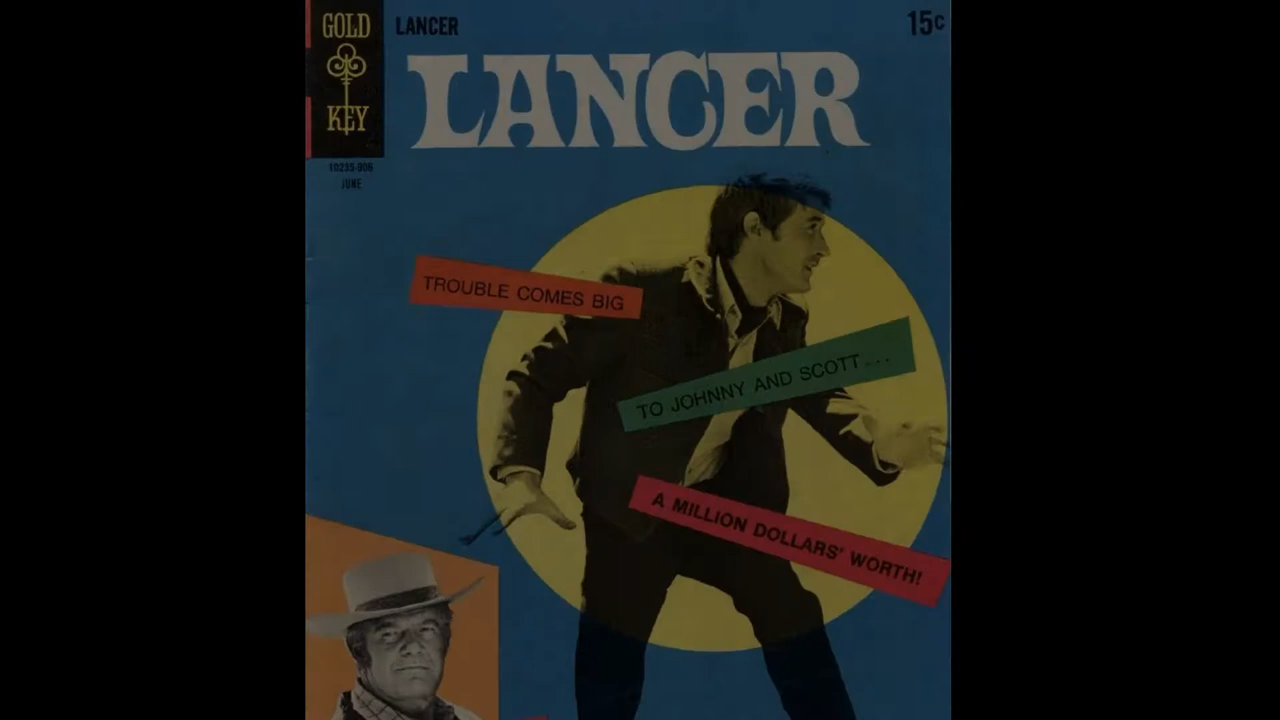 GOLD
KEY
LANCER
15¢
LANCER
10235-906
JUNE
TROUBLE COMES BIG
TO JOHNNY AND SCOTT...
A MILLION DOLLARS' WORTH!